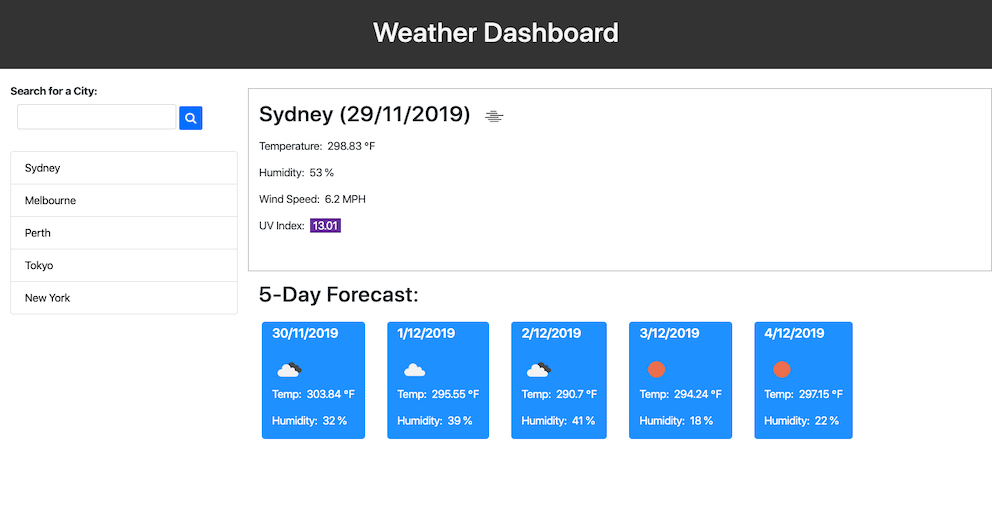 Weather Dashboard
Search for a City:
Sydney
Melbourne
Perth
Tokyo
New York
Sydney (29/11/2019)
Temperature: 298.83 °F
Humidity: 53 %
Wind Speed: 6.2 MPH
UV Index: 13.01
5-Day Forecast:
30/11/2019
Temp: 303.84 °F
Humidity: 32 %
1/12/2019
Temp: 295.55 °F
Humidity: 39 %
2/12/2019
Temp: 290.7 °F
Humidity: 41 %
3/12/2019
Temp: 294.24 °F
Humidity: 18 %
4/12/2019
Temp: 297.15 °F
Humidity: 22 %